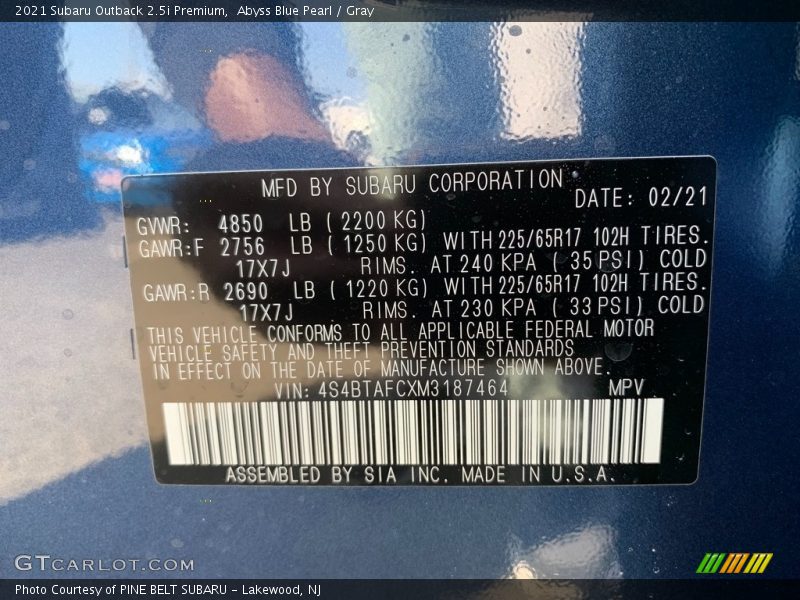 2021 Subaru Outback 2.5i Premium,  Abyss Blue Pearl / Gray
MFD BY SUBARU CORPORATION
DATE: 02/21
GVWR: 4850 LB (2200 KG)
GAWR:F 2756 LB (1250 KG) WITH 225/65R17 102H TIRES.
17X7J RIMS. AT 240 KPA (35 PSI) COLD
GAWR:R 2690 LB (1220 KG) WITH 225/65R17 102H TIRES.
17X7J RIMS. AT 230 KPA (33 PSI) COLD
THIS VEHICLE CONFORMS TO ALL APPLICABLE FEDERAL MOTOR
VEHICLE SAFETY AND THEFT PREVENTION STANDARDS
IN EFFECT ON THE DATE OF MANUFACTURE SHOWN ABOVE.
VIN: 4S4BTAFCXM3187464 MPV
ASSEMBLED BY SIA INC. MADE IN U.S.A.
GTCARLOT.COM
Photo Courtesy of PINE BELT SUBARU - Lakewood, NJ